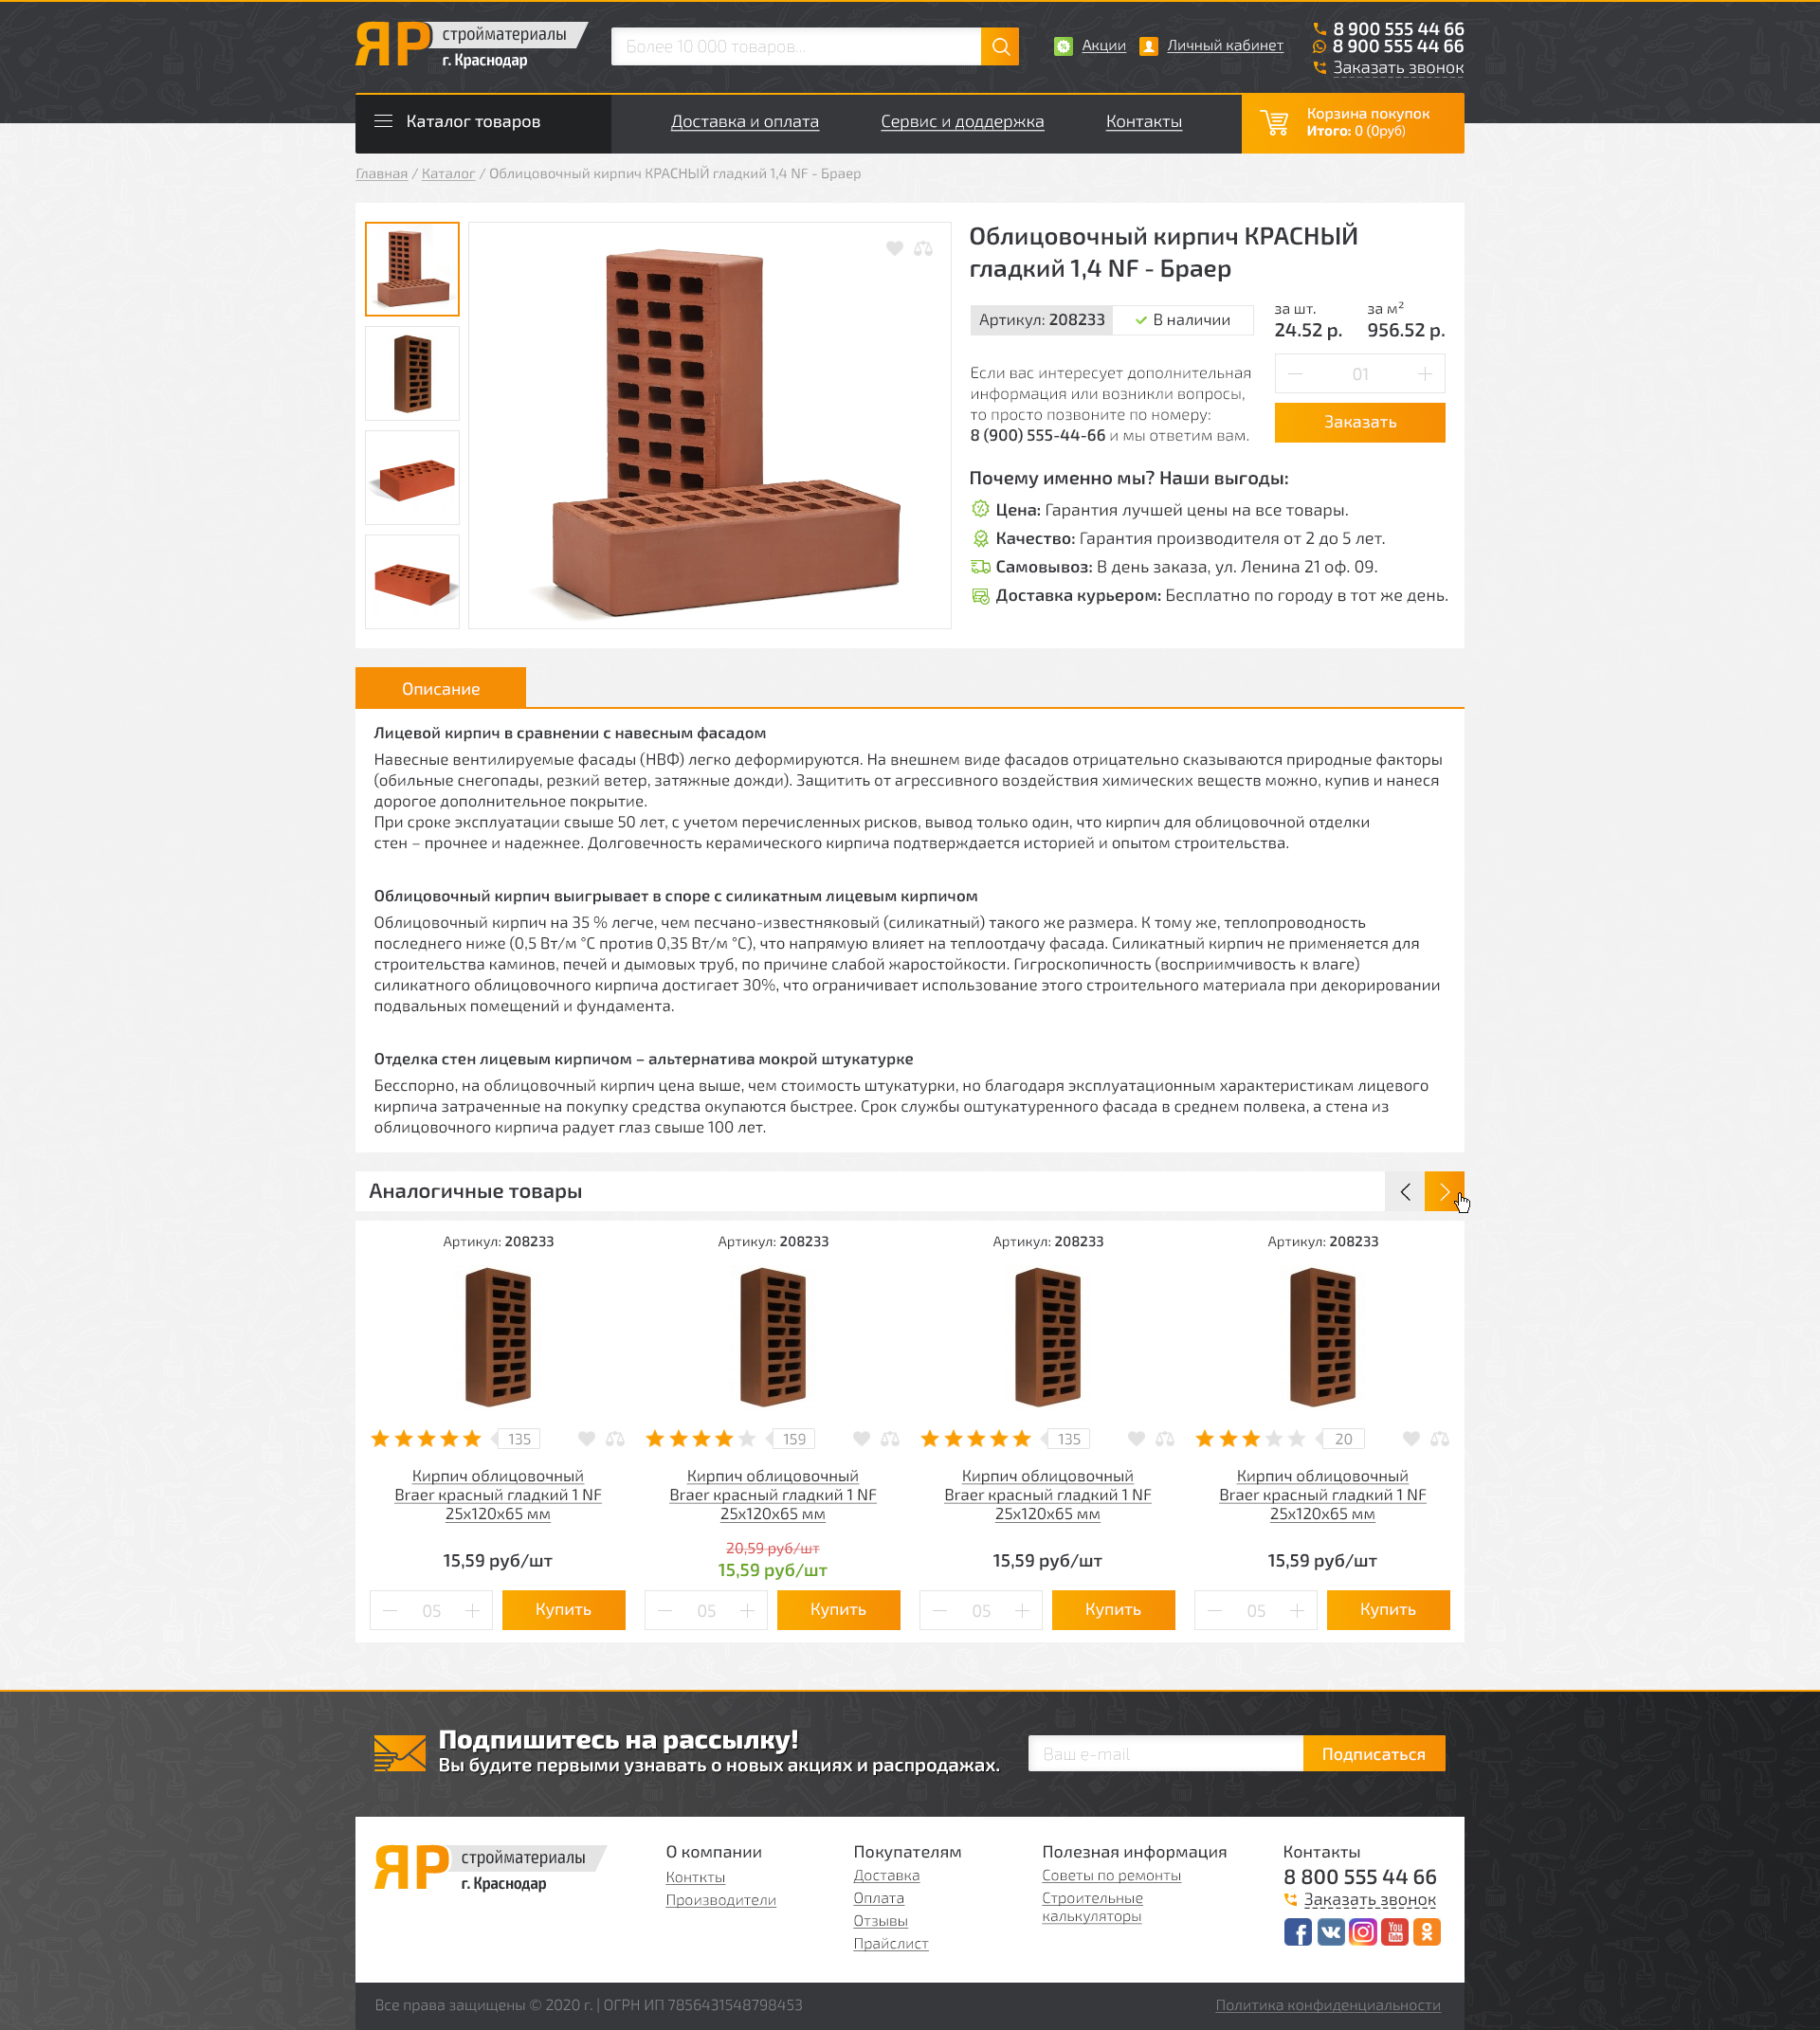 ЯР стройматериалы
г. Краснодар
Более 10 000 товаров...
Акции
Личный кабинет
8 900 555 44 66
8 900 555 44 66
Заказать звонок
Каталог товаров
Доставка и оплата
Сервис и доддержка
Контакты
Корзина покупок
Итого: 0 (0руб)
Главная / Каталог / Облицовочный кирпич КРАСНЫЙ гладкий 1,4 NF - Браер
Облицовочный кирпич КРАСНЫЙ
гладкий 1,4 NF - Браер
Артикул: 208233
В наличии
за шт.
24.52 р.
за м²
956.52 р.
Если вас интересует дополнительная
информация или возникли вопросы,
то просто позвоните по номеру:
8 (900) 555-44-66 и мы ответим вам.
01
Заказать
Почему именно мы? Наши выгоды:
Цена: Гарантия лучшей цены на все товары.
Качество: Гарантия производителя от 2 до 5 лет.
Самовывоз: В день заказа, ул. Ленина 21 оф. 09.
Доставка курьером: Бесплатно по городу в тот же день.
Описание
Лицевой кирпич в сравнении с навесным фасадом
Навесные вентилируемые фасады (НВФ) легко деформируются. На внешнем виде фасадов отрицательно сказываются природные факторы
(обильные снегопады, резкий ветер, затяжные дожди). Защитить от агрессивного воздействия химических веществ можно, купив и нанеся
дорогое дополнительное покрытие.
При сроке эксплуатации свыше 50 лет, с учетом перечисленных рисков, вывод только один, что кирпич для облицовочной отделки
стен – прочнее и надежнее. Долговечность керамического кирпича подтверждается историей и опытом строительства.
Облицовочный кирпич выигрывает в споре с силикатным лицевым кирпичом
Облицовочный кирпич на 35 % легче, чем песчано-известняковый (силикатный) такого же размера. К тому же, теплопроводность
последнего ниже (0,5 Вт/м °С против 0,35 Вт/м °С), что напрямую влияет на теплоотдачу фасада. Силикатный кирпич не применяется для
строительства каминов, печей и дымовых труб, по причине слабой жаростойкости. Гигроскопичность (восприимчивость к влаге)
силикатного облицовочного кирпича достигает 30%, что ограничивает использование этого строительного материала при декорировании
подвальных помещений и фундамента.
Отделка стен лицевым кирпичом – альтернатива мокрой штукатурке
Бесспорно, на облицовочный кирпич цена выше, чем стоимость штукатурки, но благодаря эксплуатационным характеристикам лицевого
кирпича затраченные на покупку средства окупаются быстрее. Срок службы оштукатуренного фасада в среднем полвека, а стена из
облицовочного кирпича радует глаз свыше 100 лет.
Аналогичные товары
Артикул: 208233
135
Кирпич облицовочный
Braer красный гладкий 1 NF
25х120х65 мм
15,59 руб/шт
05
Купить
Артикул: 208233
159
Кирпич облицовочный
Braer красный гладкий 1 NF
25х120х65 мм
20,59 руб/шт
15,59 руб/шт
05
Купить
Артикул: 208233
135
Кирпич облицовочный
Braer красный гладкий 1 NF
25х120х65 мм
15,59 руб/шт
05
Купить
Артикул: 208233
20
Кирпич облицовочный
Braer красный гладкий 1 NF
25х120х65 мм
15,59 руб/шт
05
Купить
Подпишитесь на рассылку!
Вы будите первыми узнавать о новых акциях и распродажах.
Ваш e-mail
Подписаться
ЯР стройматериалы
г. Краснодар
О компании
Конткты
Производители
Покупателям
Доставка
Оплата
Отзывы
Прайслист
Полезная информация
Советы по ремонты
Строительные
калькуляторы
Контакты
8 800 555 44 66
Заказать звонок
You
Tube
Все права защищены © 2020 г. | ОГРН ИП 7856431548798453
Политика конфиденциальности